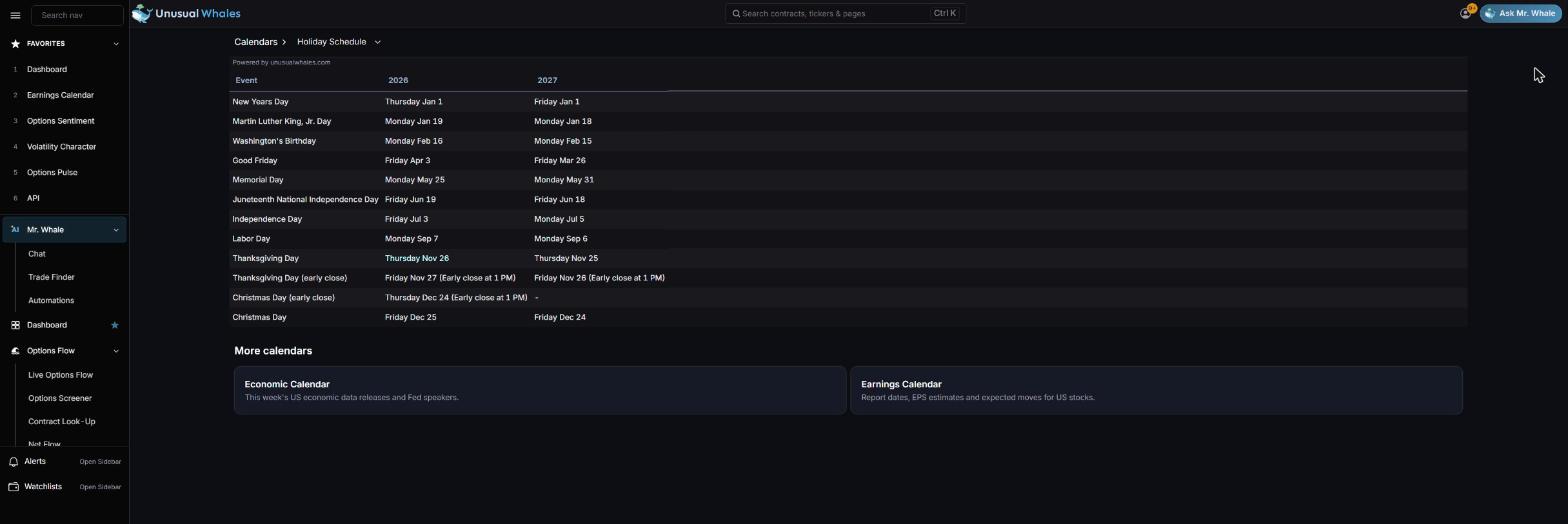 Search nav
Unusual Whales
Search contracts, tickers & pages
Ctrl K
9+
Ask Mr. Whale
FAVORITES
1 Dashboard
2 Earnings Calendar
3 Options Sentiment
4 Volatility Character
5 Options Pulse
6 API
AI Mr. Whale
Chat
Trade Finder
Automations
Dashboard
Options Flow
Live Options Flow
Options Screener
Contract Look-Up
Net Flow
Alerts Open Sidebar
Watchlists Open Sidebar
Calendars > Holiday Schedule
Powered by unusualwhales.com
Event 2026 2027
New Years Day Thursday Jan 1 Friday Jan 1
Martin Luther King, Jr. Day Monday Jan 19 Monday Jan 18
Washington's Birthday Monday Feb 16 Monday Feb 15
Good Friday Friday Apr 3 Friday Mar 26
Memorial Day Monday May 25 Monday May 31
Juneteenth National Independence Day Friday Jun 19 Friday Jun 18
Independence Day Friday Jul 3 Monday Jul 5
Labor Day Monday Sep 7 Monday Sep 6
Thanksgiving Day Thursday Nov 26 Thursday Nov 25
Thanksgiving Day (early close) Friday Nov 27 (Early close at 1 PM) Friday Nov 26 (Early close at 1 PM)
Christmas Day (early close) Thursday Dec 24 (Early close at 1 PM) -
Christmas Day Friday Dec 25 Friday Dec 24
More calendars
Economic Calendar
This week's US economic data releases and Fed speakers.
Earnings Calendar
Report dates, EPS estimates and expected moves for US stocks.